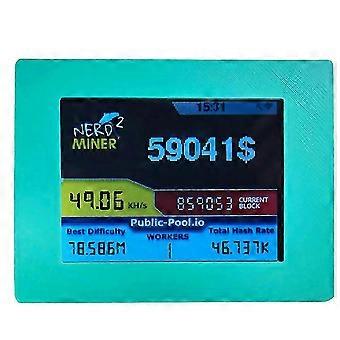 15:31
NERD 2
MINER
59041$
49.06 KH/s
859053 CURRENT BLOCK
Public-Pool.io
Best Difficulty WORKERS Total Hash Rate
78.586M 1 46.737K